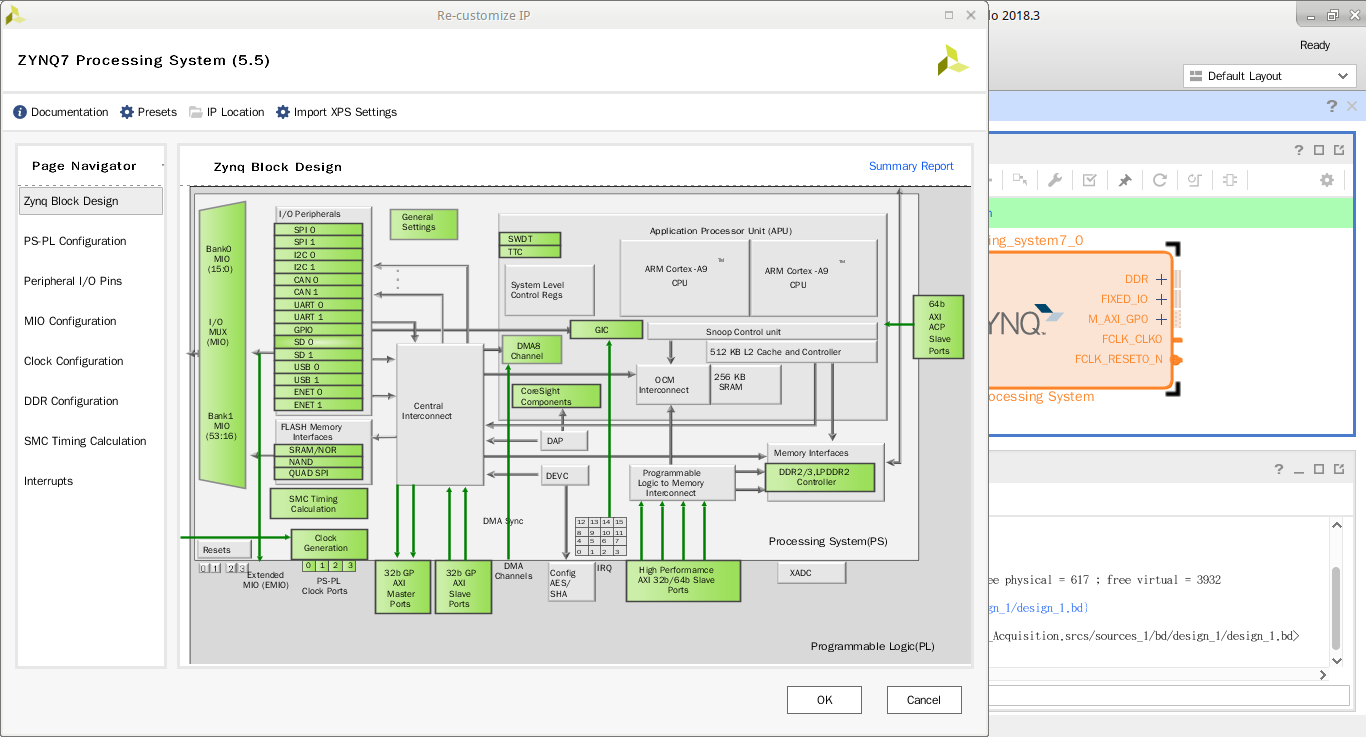 Re-customize IP
do 2018.3
ZYNQ7 Processing System (5.5)
Ready
Default Layout
Documentation
Presets
IP Location
Import XPS Settings
Page Navigator
Zynq Block Design
PS-PL Configuration
Peripheral I/O Pins
MIO Configuration
Clock Configuration
DDR Configuration
SMC Timing Calculation
Interrupts
Zynq Block Design
Summary Report
Bank0
MIO
(15:0)
I/O
MUX
(MIO)
Bank1
MIO
(53:16)
I/O Peripherals
SPI 0
SPI 1
I2C 0
I2C 1
CAN 0
CAN 1
UART 0
UART 1
GPIO
SD 0
SD 1
USB 0
USB 1
ENET 0
ENET 1
FLASH Memory
Interfaces
SRAM/NOR
NAND
QUAD SPI
SMC Timing
Calculation
Clock
Generation
Resets
0 1 2 3
Extended
MIO (EMIO)
0 1 2 3
PS-PL
Clock Ports
General
Settings
Central
Interconnect
32b GP
AXI
Master
Ports
32b GP
AXI
Slave
Ports
Application Processor Unit (APU)
SWDT
TTC
System Level
Control Regs
ARM Cortex -A9
CPU
TM
ARM Cortex -A9
CPU
TM
GIC
Snoop Control unit
512 KB L2 Cache and Controller
DMA8
Channel
OCM
Interconnect
256 KB
SRAM
CoreSight
Components
DAP
DEVC
DMA Sync
DMA
Channels
Config
AES/
SHA
12 13 14 15
8 9 10 11
4 5 6 7
0 1 2 3
IRQ
Programmable
Logic to Memory
Interconnect
Memory Interfaces
DDR2/3,LPDDR2
Controller
64b
AXI
ACP
Slave
Ports
Processing System(PS)
High Performamce
AXI 32b/64b Slave
Ports
XADC
Programmable Logic(PL)
OK
Cancel
ing_system7_0
DDR
FIXED_IO
M_AXI_GP0
FCLK_CLK0
FCLK_RESET0_N
YNQ.
ocessing System
ee physical = 617 ; free virtual = 3932
gn_1/design_1.bd)
_Acquisition.srcs/sources_1/bd/design_1/design_1.bd>